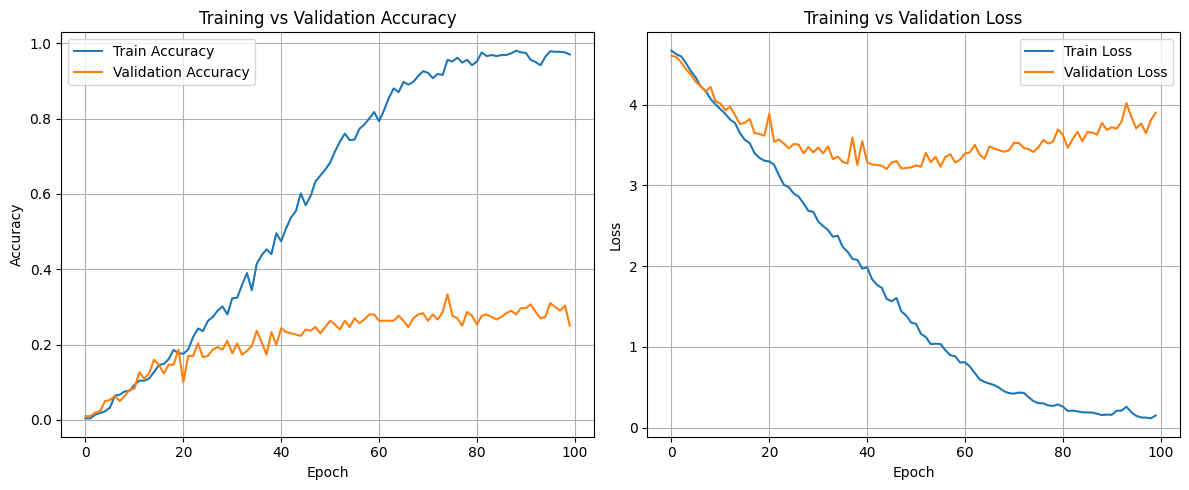 Training vs Validation Accuracy
Train Accuracy
Validation Accuracy
1.0
0.8
0.6
0.4
0.2
0.0
Accuracy
0 20 40 60 80 100
Epoch
Training vs Validation Loss
Train Loss
Validation Loss
4
3
2
1
0
Loss
0 20 40 60 80 100
Epoch